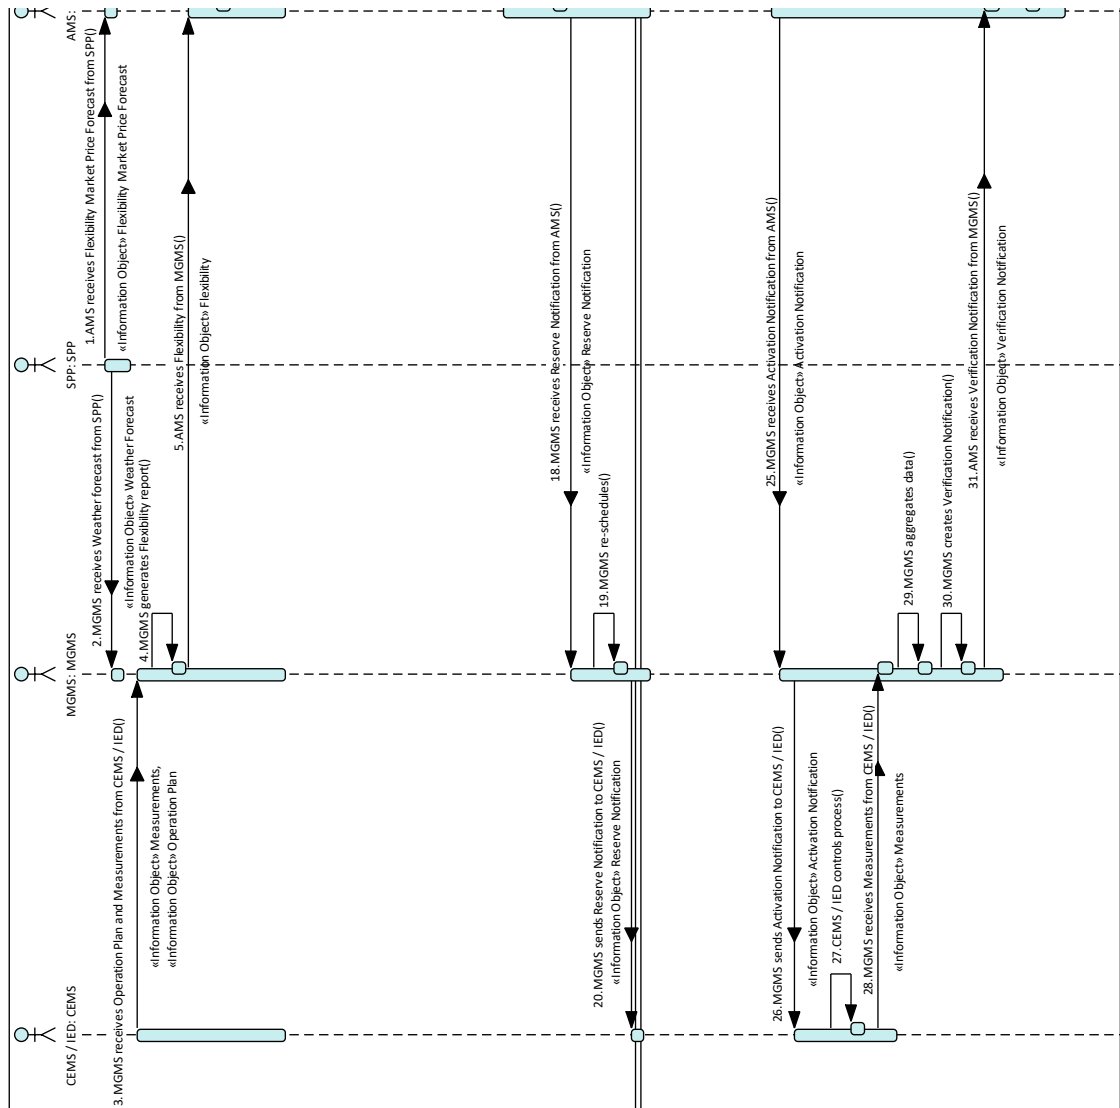 CEMS / IED: CEMS
MGMS: MGMS
SPP: SPP
AMS:
1.AMS receives Flexibility Market Price Forecast from SPP()
«Information Object» Flexibility Market Price Forecast
2.MGMS receives Weather forecast from SPP()
«Information Object» Weather Forecast
3.MGMS receives Operation Plan and Measurements from CEMS / IED()
«Information Object» Measurements,
«Information Object» Operation Plan
4.MGMS generates Flexibility report()
5.AMS receives Flexibility from MGMS()
«Information Object» Flexibility
18.MGMS receives Reserve Notification from AMS()
«Information Object» Reserve Notification
19.MGMS re-schedules()
20.MGMS sends Reserve Notification to CEMS / IED()
«Information Object» Reserve Notification
25.MGMS receives Activation Notification from AMS()
«Information Object» Activation Notification
26.MGMS sends Activation Notification to CEMS / IED()
«Information Object» Activation Notification
27.CEMS / IED controls process()
28.MGMS receives Measurements from CEMS / IED()
«Information Object» Measurements
29.MGMS aggregates data()
30.MGMS creates Verification Notification()
31.AMS receives Verification Notification from MGMS()
«Information Object» Verification Notification